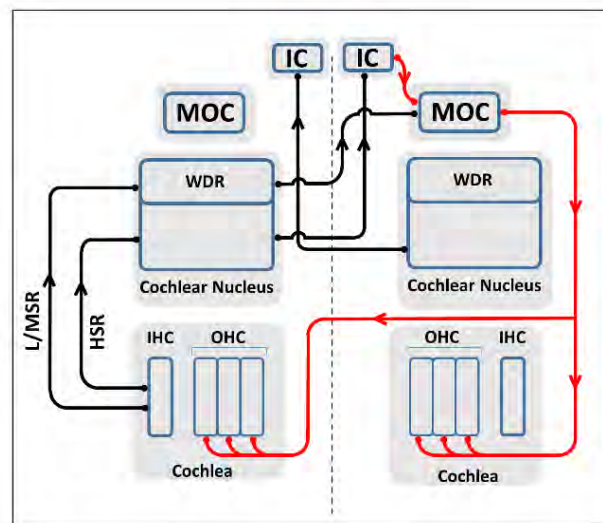 IC
IC
MOC
MOC
WDR
WDR
Cochlear Nucleus
Cochlear Nucleus
L/MSR
HSR
IHC
OHC
OHC
IHC
Cochlea
Cochlea